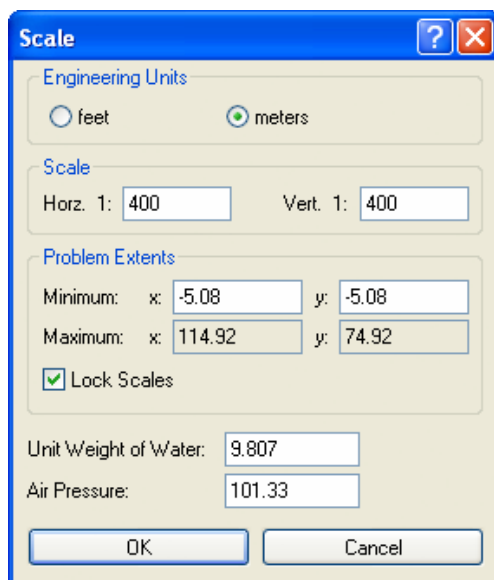 Scale
Engineering Units
feet meters
Scale
Horz. 1: 400 Vert. 1: 400
Problem Extents
Minimum: x: -5.08 y: -5.08
Maximum: x: 114.92 y: 74.92
Lock Scales
Unit Weight of Water: 9.807
Air Pressure: 101.33
OK Cancel